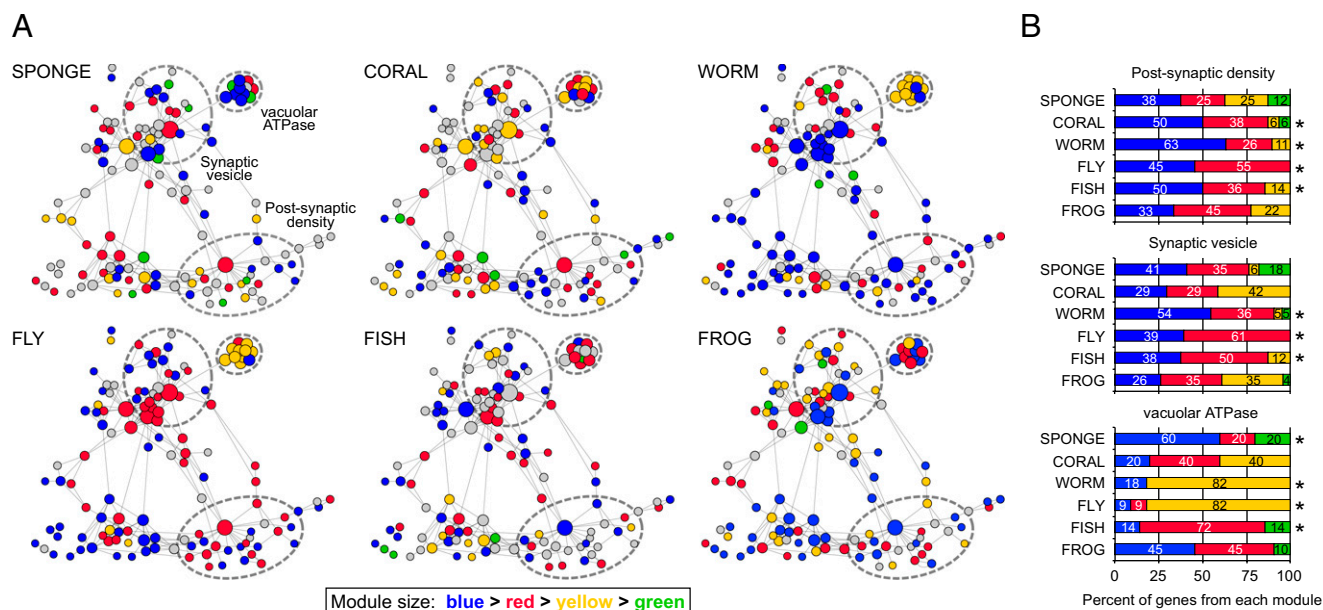 A
B
SPONGE
CORAL
WORM
vacuolar
ATPase
Synaptic
vesicle
Post-synaptic
density
FLY
FISH
FROG
Module size: blue > red > yellow > green
Post-synaptic density
SPONGE 38 25 25 12
CORAL 50 38 6 6 *
WORM 63 26 11 *
FLY 45 55 *
FISH 50 36 14 *
FROG 33 45 22
Synaptic vesicle
SPONGE 41 35 6 18
CORAL 29 29 42
WORM 54 36 5 5 *
FLY 39 61 *
FISH 38 50 12 *
FROG 26 35 35 4
vacuolar ATPase
SPONGE 60 20 20 *
CORAL 20 40 40
WORM 18 82 *
FLY 9 9 82 *
FISH 14 72 14 *
FROG 45 45 10
0 25 50 75 100
Percent of genes from each module